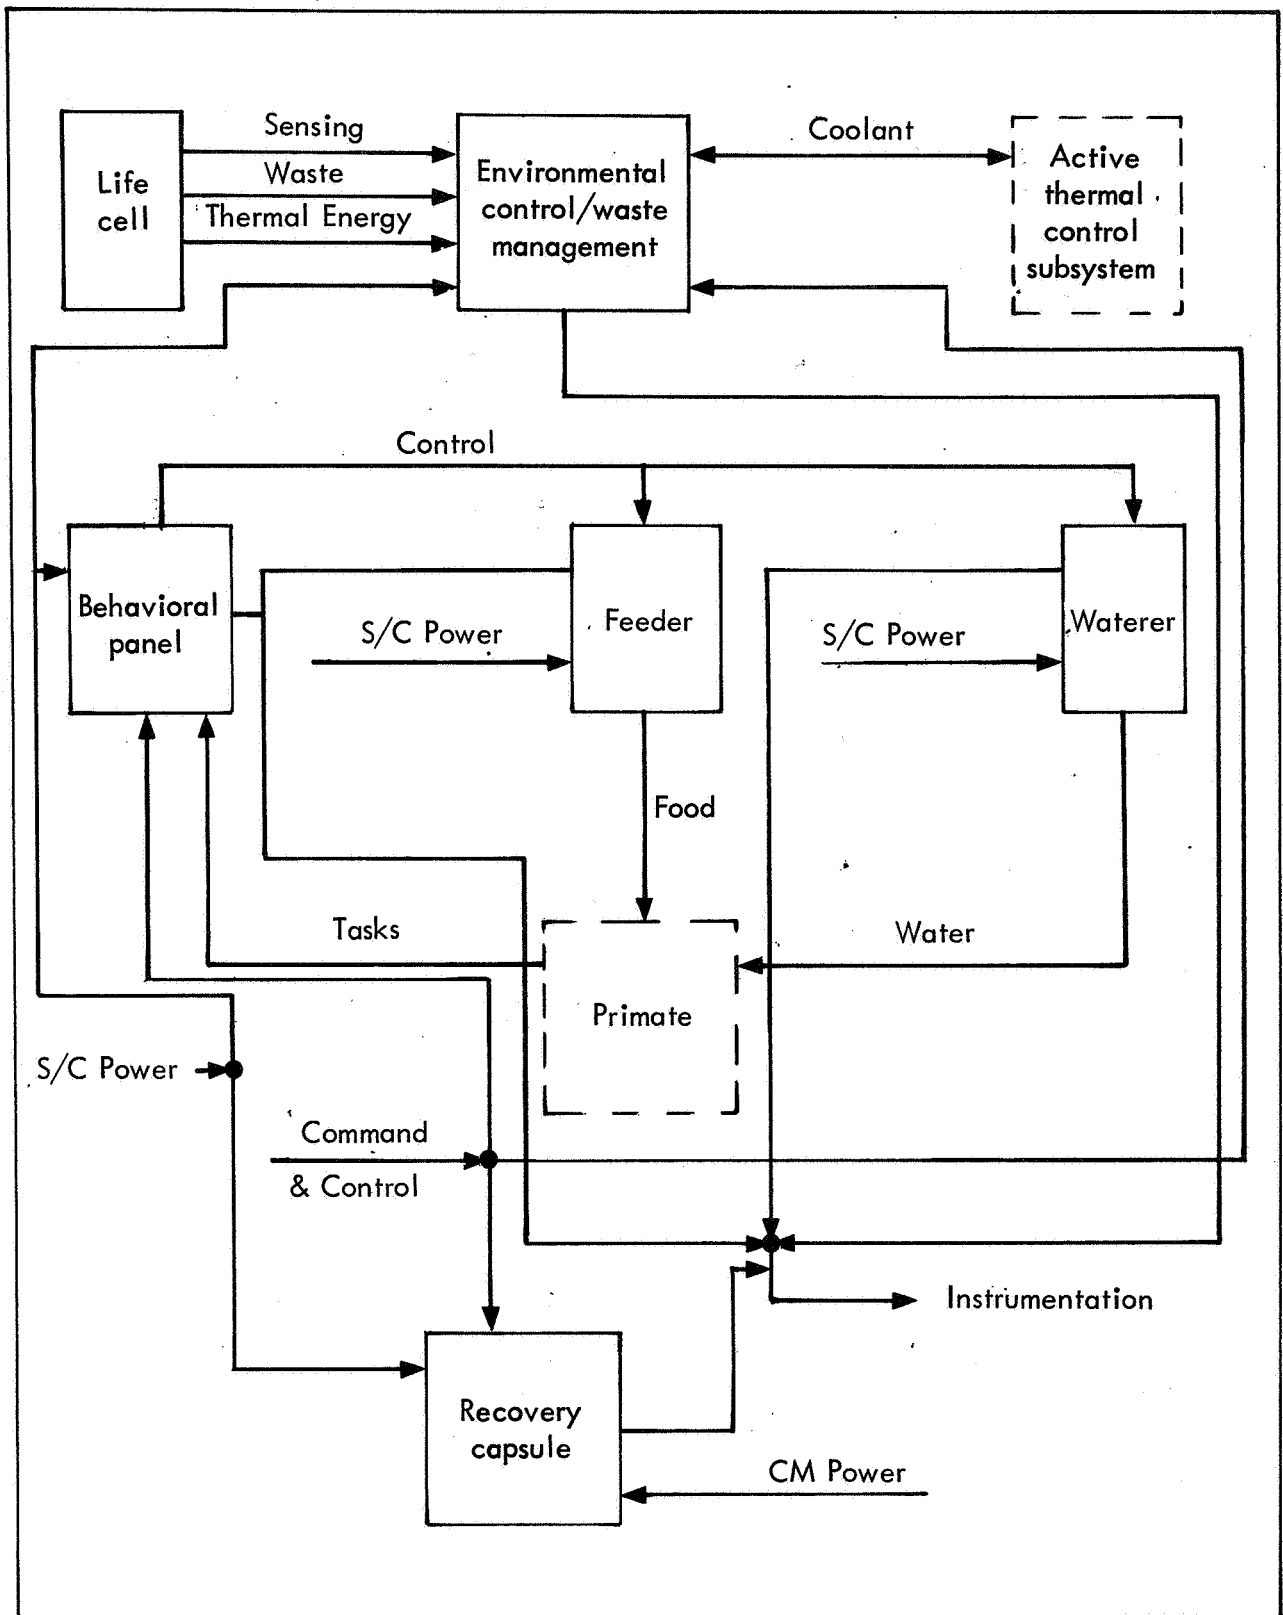 Sensing
Waste
Thermal Energy
Life
cell
Environmental
control/waste
management
Coolant
Active
thermal
control
subsystem
Control
Behavioral
panel
S/C Power
Feeder
S/C Power
Waterer
Food
Tasks
Water
Primate
S/C Power
Command
& Control
Instrumentation
Recovery
capsule
CM Power